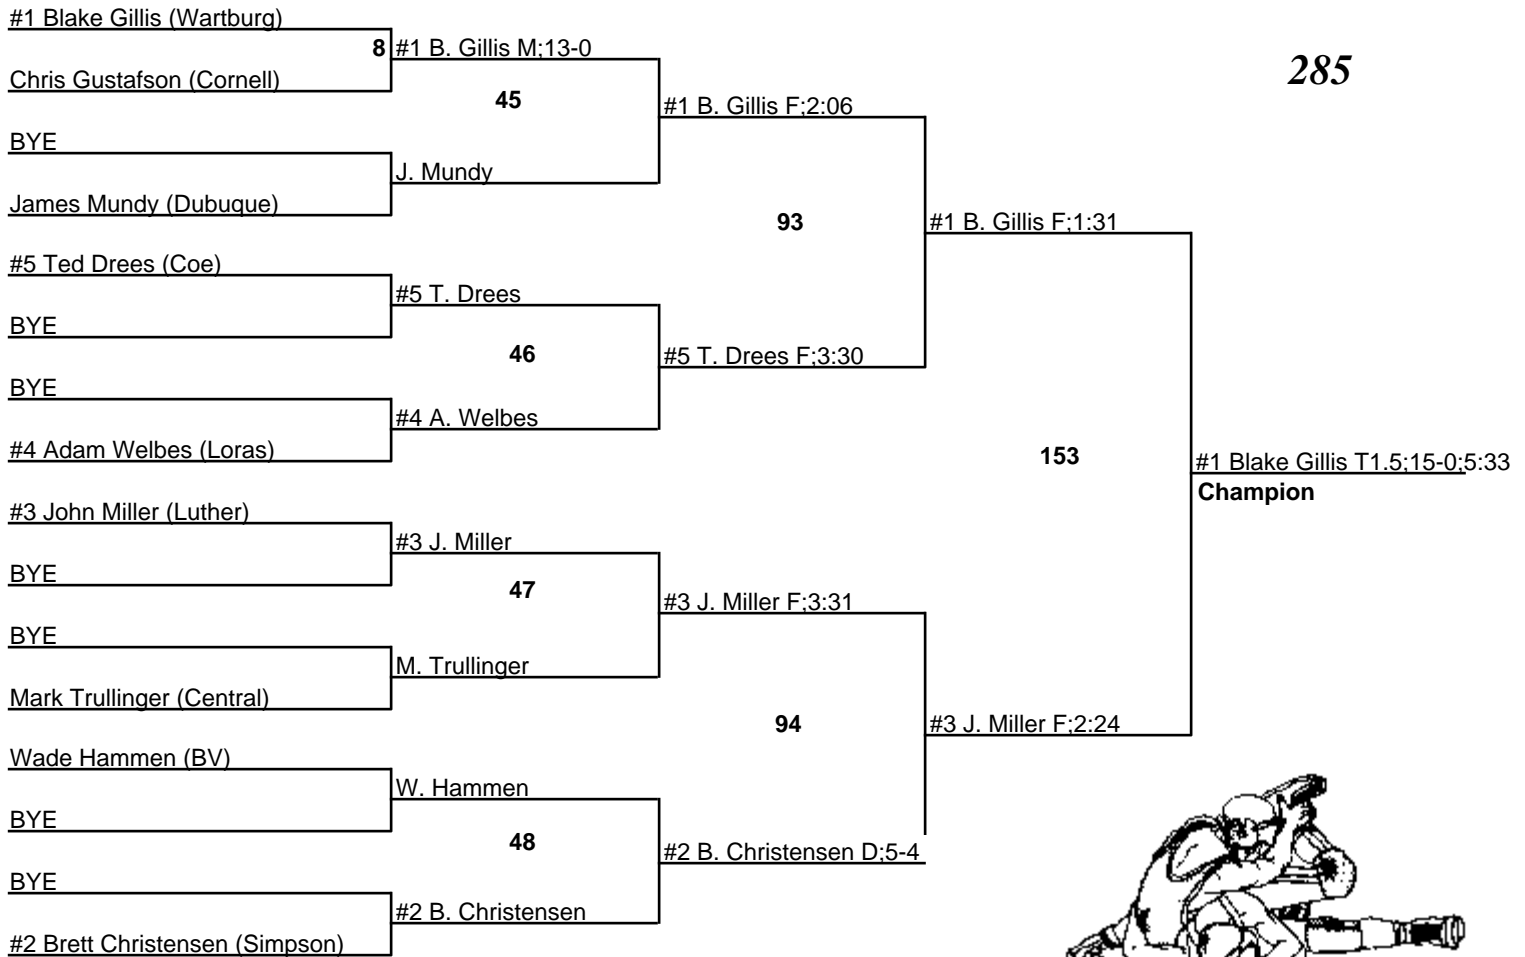 #1 Blake Gillis (Wartburg)
8 #1 B. Gillis M;13-0
285
Chris Gustafson (Cornell)
45
#1 B. Gillis F;2:06
BYE
J. Mundy
James Mundy (Dubuque)
93
#1 B. Gillis F;1:31
#5 Ted Drees (Coe)
#5 T. Drees
BYE
46
#5 T. Drees F;3:30
BYE
#4 A. Welbes
#4 Adam Welbes (Loras)
153
#1 Blake Gillis T1.5;15-0;5:33
Champion
#3 John Miller (Luther)
#3 J. Miller
BYE
47
#3 J. Miller F;3:31
BYE
M. Trullinger
Mark Trullinger (Central)
94
#3 J. Miller F;2:24
Wade Hammen (BV)
W. Hammen
BYE
48
#2 B. Christensen D;5-4
BYE
#2 B. Christensen
#2 Brett Christensen (Simpson)